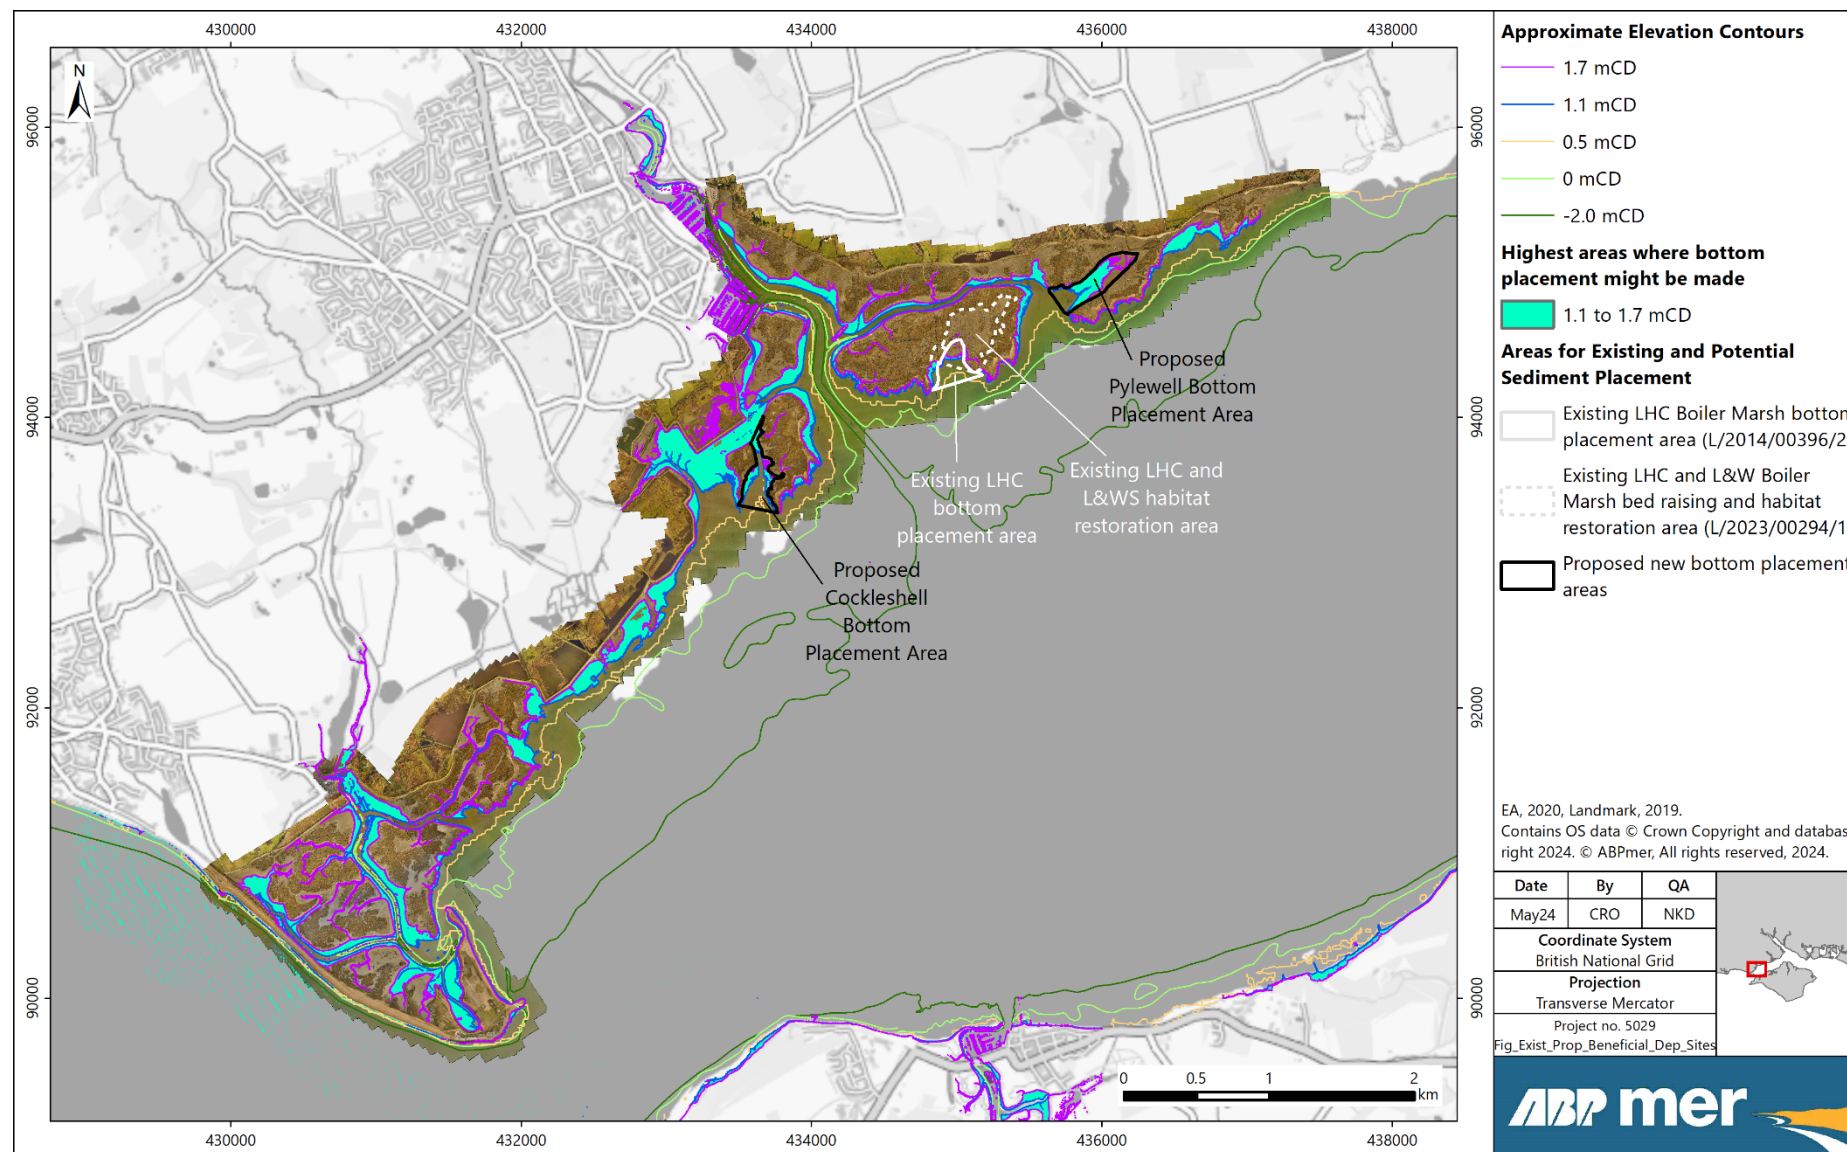 430000 432000 434000 436000 438000
96000
94000
92000
90000
N
96000
94000
92000
90000
Proposed
Pylewell Bottom
Placement Area
Existing LHC
bottom
placement area
Existing LHC and
L&WS habitat
restoration area
Proposed
Cockleshell
Bottom
Placement Area
0 0.5 1 2
km
430000 432000 434000 436000 438000
Approximate Elevation Contours
1.7 mCD
1.1 mCD
0.5 mCD
0 mCD
-2.0 mCD
Highest areas where bottom
placement might be made
1.1 to 1.7 mCD
Areas for Existing and Potential
Sediment Placement
Existing LHC Boiler Marsh bottom
placement area (L/2014/00396/2
Existing LHC and L&W Boiler
Marsh bed raising and habitat
restoration area (L/2023/00294/1
Proposed new bottom placement
areas
EA, 2020, Landmark, 2019.
Contains OS data © Crown Copyright and databas
right 2024. © ABPmer, All rights reserved, 2024.
Date By QA
May24 CRO NKD
Coordinate System
British National Grid
Projection
Transverse Mercator
Project no. 5029
Fig_Exist_Prop_Beneficial_Dep_Sites
ABPmer